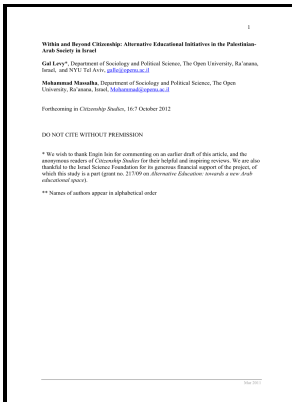 1
Within and Beyond Citizenship: Alternative Educational Initiatives in the Palestinian-
Arab Society in Israel
Gal Levy*, Department of Sociology and Political Science, The Open University, Ra'anana,
Israel, and NYU Tel Aviv, galle@openu.ac.il
Mohammad Massalha, Department of Sociology and Political Science, The Open
University, Ra'anana, Israel, Mohammad@openu.ac.il
Forthcoming in Citizenship Studies, 16:7 October 2012
DO NOT CITE WITHOUT PREMISSION
* We wish to thank Engin Isin for commenting on an earlier draft of this article, and the
anonymous readers of Citizenship Studies for their helpful and inspiring reviews. We are also
thankful to the Israel Science Foundation for its generous financial support of the project, of
which this study is a part (grant no. 217/09 on Alternative Education: towards a new Arab
educational space).
** Names of authors appear in alphabetical order